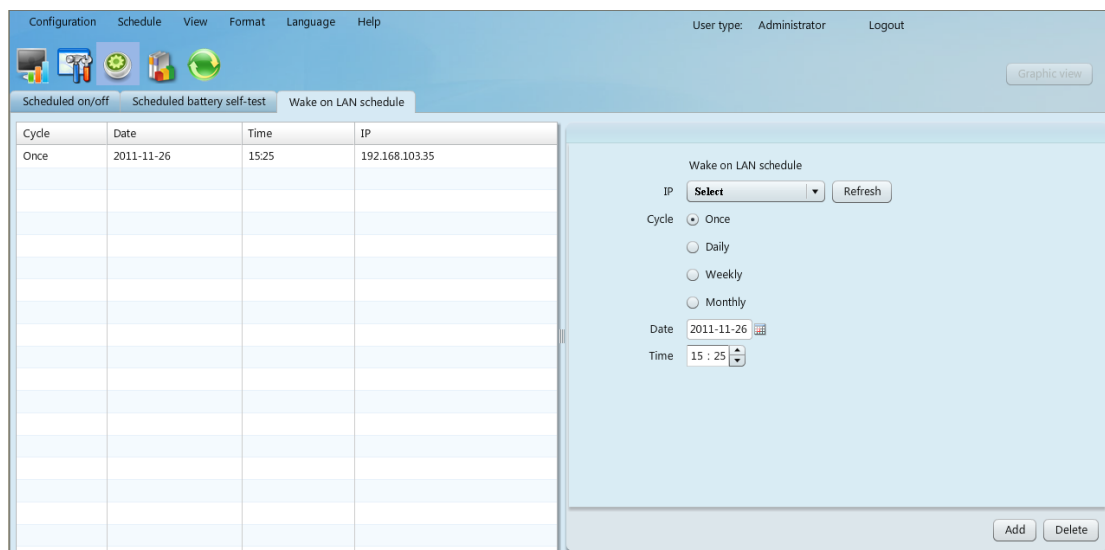 Configuration Schedule View Format Language Help User type: Administrator Logout
Graphic view
Scheduled on/off Scheduled battery self-test Wake on LAN schedule
Cycle Date Time IP
Once 2011-11-26 15:25 192.168.103.35
Wake on LAN schedule
IP Select Refresh
Cycle Once
Daily
Weekly
Monthly
Date 2011-11-26
Time 15 : 25
Add Delete